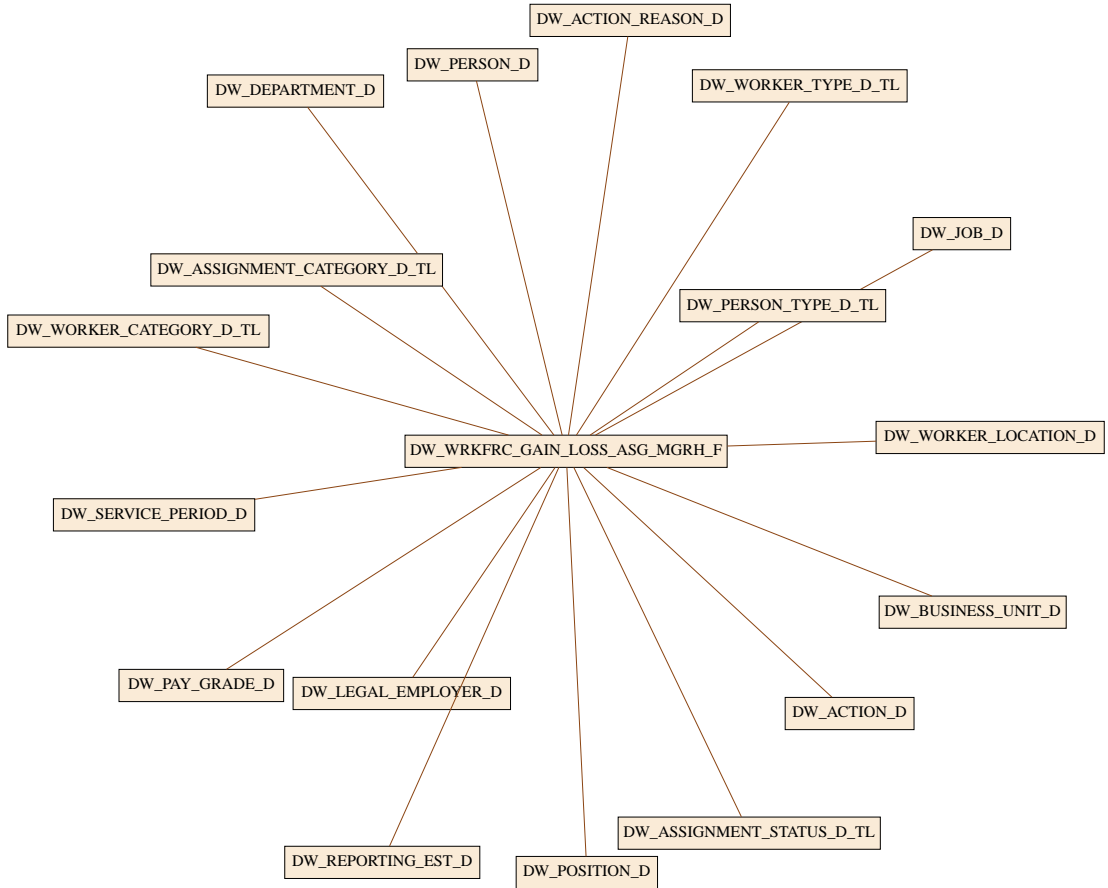 DW_ACTION_REASON_D
DW_PERSON_D
DW_DEPARTMENT_D
DW_WORKER_TYPE_D_TL
DW_JOB_D
DW_ASSIGNMENT_CATEGORY_D_TL
DW_PERSON_TYPE_D_TL
DW_WORKER_CATEGORY_D_TL
DW_WORKER_LOCATION_D
DW_WRKFRC_GAIN_LOSS_ASG_MGRH_F
DW_SERVICE_PERIOD_D
DW_BUSINESS_UNIT_D
DW_PAY_GRADE_D
DW_LEGAL_EMPLOYER_D
DW_ACTION_D
DW_ASSIGNMENT_STATUS_D_TL
DW_REPORTING_EST_D
DW_POSITION_D